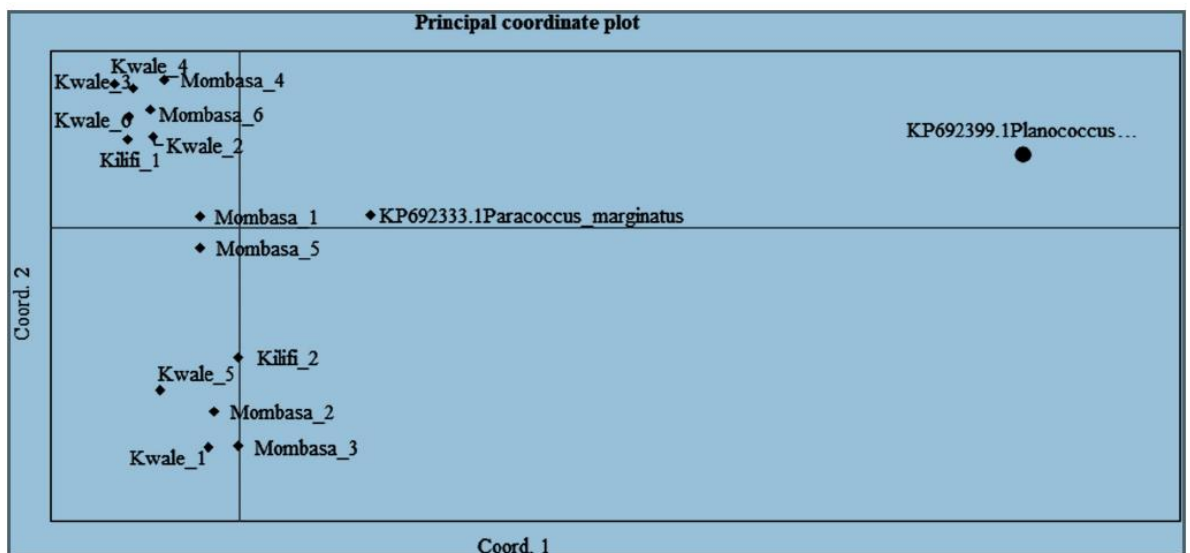 Principal coordinate plot
Kwale_4
Kwale_3
Mombasa_4
Kwale_6
Mombasa_6
Kwale_2
Kilifi_1
KP692399.1Planococcus...
Mombasa_1
KP692333.1Paracoccus_marginatus
Mombasa_5
Coord. 2
Kilifi_2
Kwale_5
Mombasa_2
Kwale_1
Mombasa_3
Coord. 1